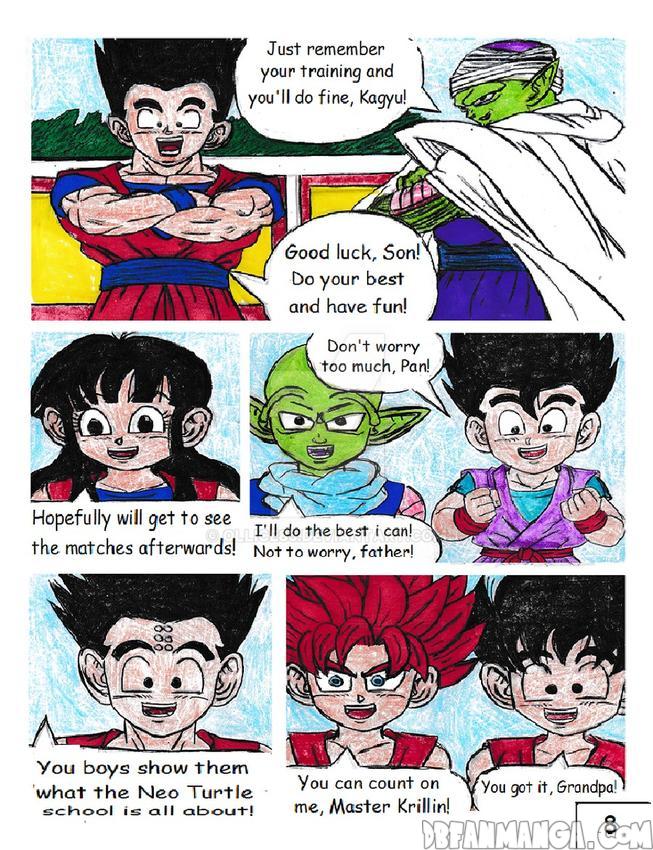 Just remember
your training and
you'll do fine, Kagyu!
Good luck, Son!
Do your best
and have fun!
Hopefully will get to see
the matches afterwards!
Don't worry
too much, Pan!
I'll do the best i can!
Not to worry, father!
You boys show them
what the Neo Turtle
school is all about!
You can count on
me, Master Krillin!
You got it, Grandpa!
8
DBFANMANGA.COM